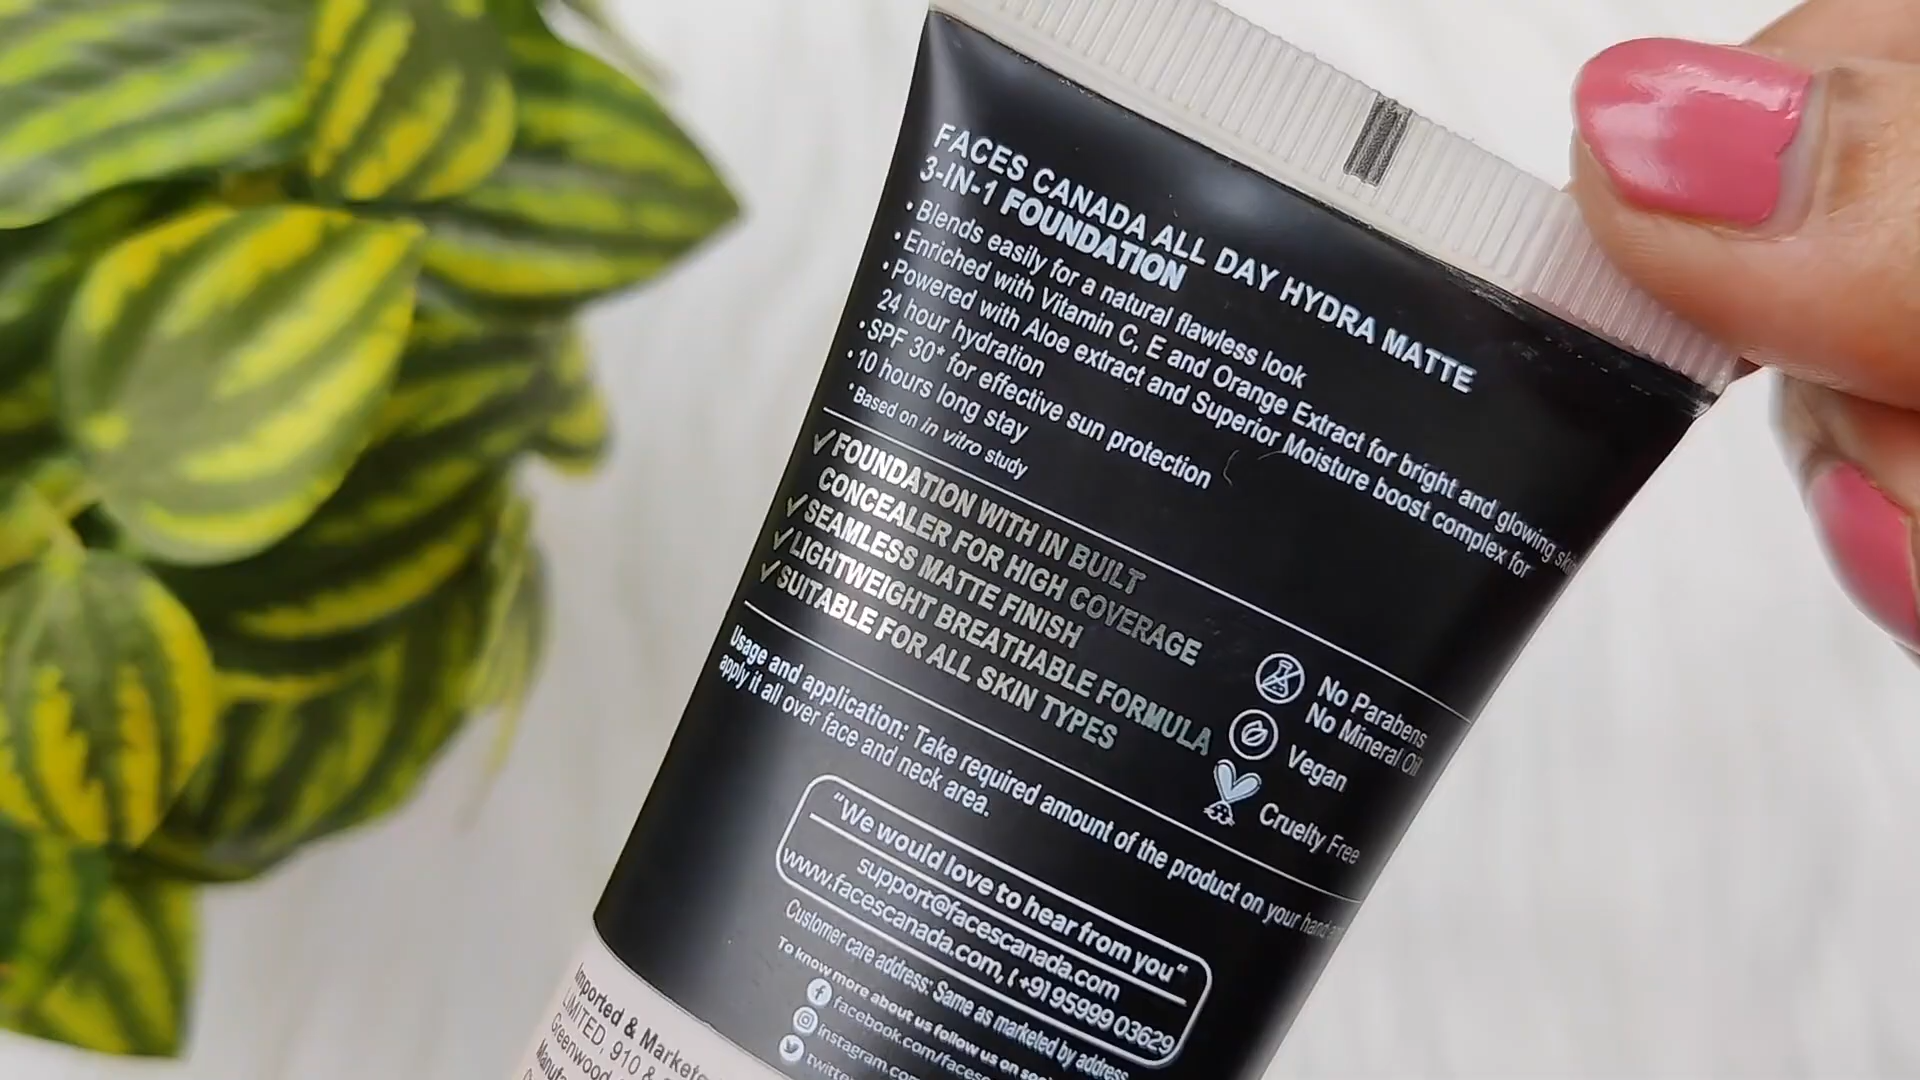 FACES CANADA ALL DAY HYDRA MATTE
3-IN-1 FOUNDATION
• Blends easily for a natural flawless look
• Enriched with Vitamin C, E and Orange Extract for bright and glowing
• Powered with Aloe extract and Superior Moisture boost complex for
24 hour hydration
• SPF 30* for effective sun protection
• 10 hours long stay
* Based on in vitro study
✓ FOUNDATION WITH IN BUILT
CONCEALER FOR HIGH COVERAGE
✓ SEAMLESS MATTE FINISH
✓ LIGHTWEIGHT BREATHABLE FORMULA
✓ SUITABLE FOR ALL SKIN TYPES
No Parabens
No Mineral Oil
Vegan
Cruelty Free
Usage and application: Take required amount of the product on your hand
apply it all over face and neck area.
"We would love to hear from you"
support@facescanada.com
www.facescanada.com, (+91 95999 03629
Customer care address: Same as marketed by address
To know more about us follow us on
facebook.com/faces
instagram.com
Imported &
LIMITED, 910 &
Greenwood